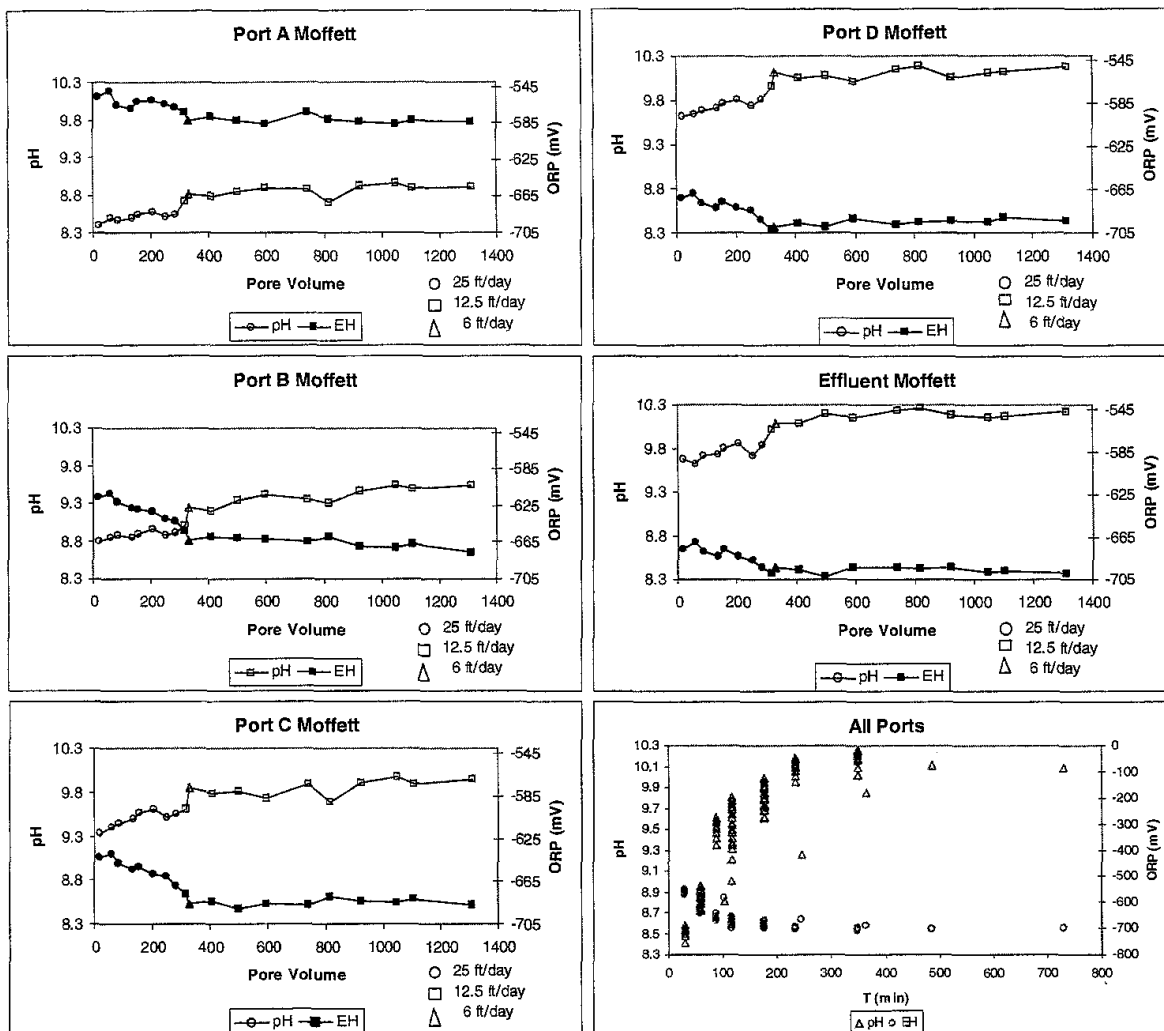 Port A Moffett
10.3
9.8
9.3
8.8
8.3
pH
-545
-585
-625
-665
-705
ORP (mV)
0 200 400 600 800 1000 1200 1400
Pore Volume
25 ft/day
12.5 ft/day
6 ft/day
pH EH
Port B Moffett
10.3
9.8
9.3
8.8
8.3
pH
-545
-585
-625
-665
-705
ORP (mV)
0 200 400 600 800 1000 1200 1400
Pore Volume
25 ft/day
12.5 ft/day
6 ft/day
pH EH
Port C Moffett
10.3
9.8
9.3
8.8
8.3
pH
-545
-585
-625
-665
-705
ORP (mV)
0 200 400 600 800 1000 1200 1400
Pore Volume
25 ft/day
12.5 ft/day
6 ft/day
pH EH
Port D Moffett
10.3
9.8
9.3
8.8
8.3
pH
-545
-585
-625
-665
-705
ORP (mV)
0 200 400 600 800 1000 1200 1400
Pore Volume
25 ft/day
12.5 ft/day
6 ft/day
pH EH
Effluent Moffett
10.3
9.8
9.3
8.8
8.3
pH
-545
-585
-625
-665
-705
ORP (mV)
0 200 400 600 800 1000 1200 1400
Pore Volume
25 ft/day
12.5 ft/day
6 ft/day
pH EH
All Ports
10.3
10.1
9.9
9.7
9.5
9.3
9.1
8.9
8.7
8.5
8.3
pH
0
-100
-200
-300
-400
-500
-600
-700
-800
ORP (mV)
0 100 200 300 400 500 600 700 800
T (min)
pH EH